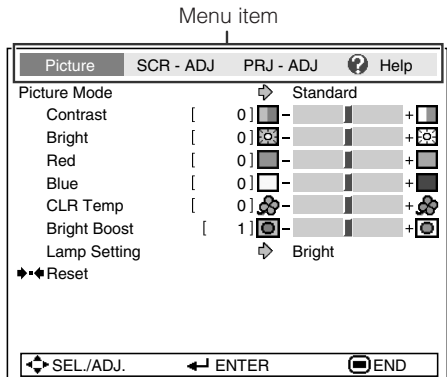 Menu item
Picture SCR - ADJ PRJ - ADJ ? Help
Picture Mode Standard
Contrast [ 0 ] - +
Bright [ 0 ] - +
Red [ 0 ] - +
Blue [ 0 ] - +
CLR Temp [ 0 ] - +
Bright Boost [ 1 ] - +
Lamp Setting Bright
Reset
SEL./ADJ. ENTER END